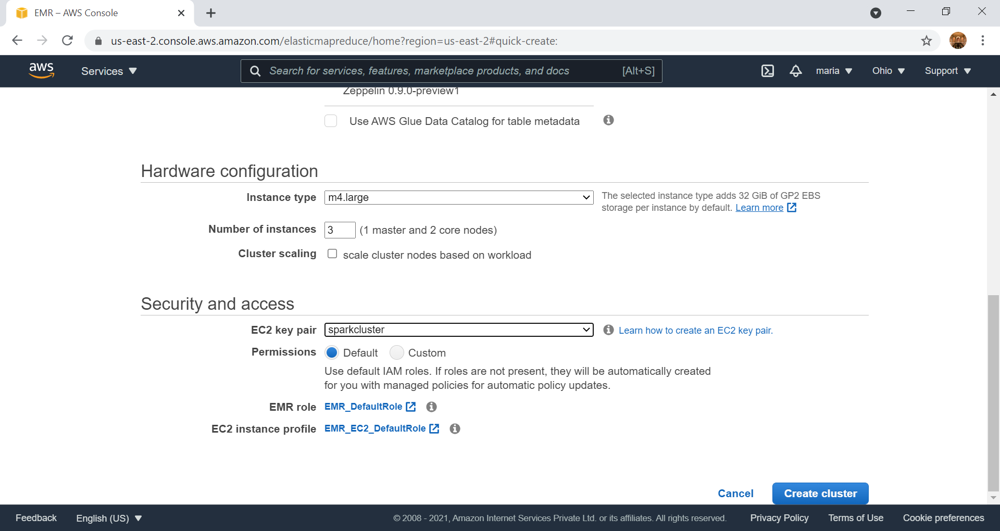 EMR – AWS Console
us-east-2.console.aws.amazon.com/elasticmapreduce/home?region=us-east-2#quick-create:
aws
Services
Search for services, features, marketplace products, and docs [Alt+S]
maria
Ohio
Support
Zeppelin 0.9.0-preview1
Use AWS Glue Data Catalog for table metadata
Hardware configuration
Instance type m4.large
The selected instance type adds 32 GiB of GP2 EBS
storage per instance by default. Learn more
Number of instances 3 (1 master and 2 core nodes)
Cluster scaling scale cluster nodes based on workload
Security and access
EC2 key pair sparkcluster Learn how to create an EC2 key pair.
Permissions Default Custom
Use default IAM roles. If roles are not present, they will be automatically created
for you with managed policies for automatic policy updates.
EMR role EMR_DefaultRole
EC2 instance profile EMR_EC2_DefaultRole
Cancel Create cluster
Feedback English (US) © 2008 - 2021, Amazon Internet Services Private Ltd. or its affiliates. All rights reserved. Privacy Policy Terms of Use Cookie preferences